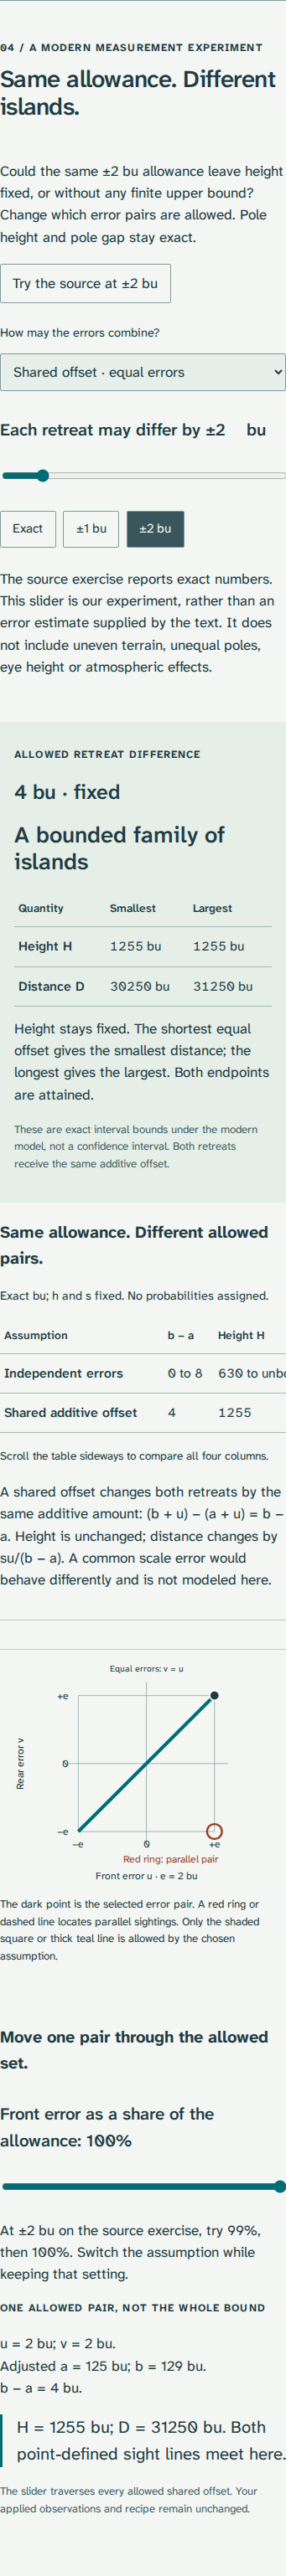 04 / A MODERN MEASUREMENT EXPERIMENT
Same allowance. Different
islands.
Could the same ±2 bu allowance leave height
fixed, or without any finite upper bound?
Change which error pairs are allowed. Pole
height and pole gap stay exact.
Try the source at ±2 bu
How may the errors combine?
Shared offset · equal errors
Each retreat may differ by ±2 bu
Exact ±1 bu ±2 bu
The source exercise reports exact numbers.
This slider is our experiment, rather than an
error estimate supplied by the text. It does
not include uneven terrain, unequal poles,
eye height or atmospheric effects.
ALLOWED RETREAT DIFFERENCE
4 bu · fixed
A bounded family of
islands
Quantity Smallest Largest
Height H 1255 bu 1255 bu
Distance D 30250 bu 31250 bu
Height stays fixed. The shortest equal
offset gives the smallest distance; the
longest gives the largest. Both endpoints
are attained.
These are exact interval bounds under the modern
model, not a confidence interval. Both retreats
receive the same additive offset.
Same allowance. Different allowed
pairs.
Exact bu; h and s fixed. No probabilities assigned.
Assumption b − a Height H
Independent errors 0 to 8 630 to unbo
Shared additive offset 4 1255
Scroll the table sideways to compare all four columns.
A shared offset changes both retreats by the
same additive amount: (b + u) − (a + u) = b −
a. Height is unchanged; distance changes by
su/(b − a). A common scale error would
behave differently and is not modeled here.
Equal errors: v = u
+e
0
−e
Rear error v
−e 0 +e
Red ring: parallel pair
Front error u · e = 2 bu
The dark point is the selected error pair. A red ring or
dashed line locates parallel sightings. Only the shaded
square or thick teal line is allowed by the chosen
assumption.
Move one pair through the allowed
set.
Front error as a share of the
allowance: 100%
At ±2 bu on the source exercise, try 99%,
then 100%. Switch the assumption while
keeping that setting.
ONE ALLOWED PAIR, NOT THE WHOLE BOUND
u = 2 bu; v = 2 bu.
Adjusted a = 125 bu; b = 129 bu.
b − a = 4 bu.
H = 1255 bu; D = 31250 bu. Both
point-defined sight lines meet here.
The slider traverses every allowed shared offset. Your
applied observations and recipe remain unchanged.